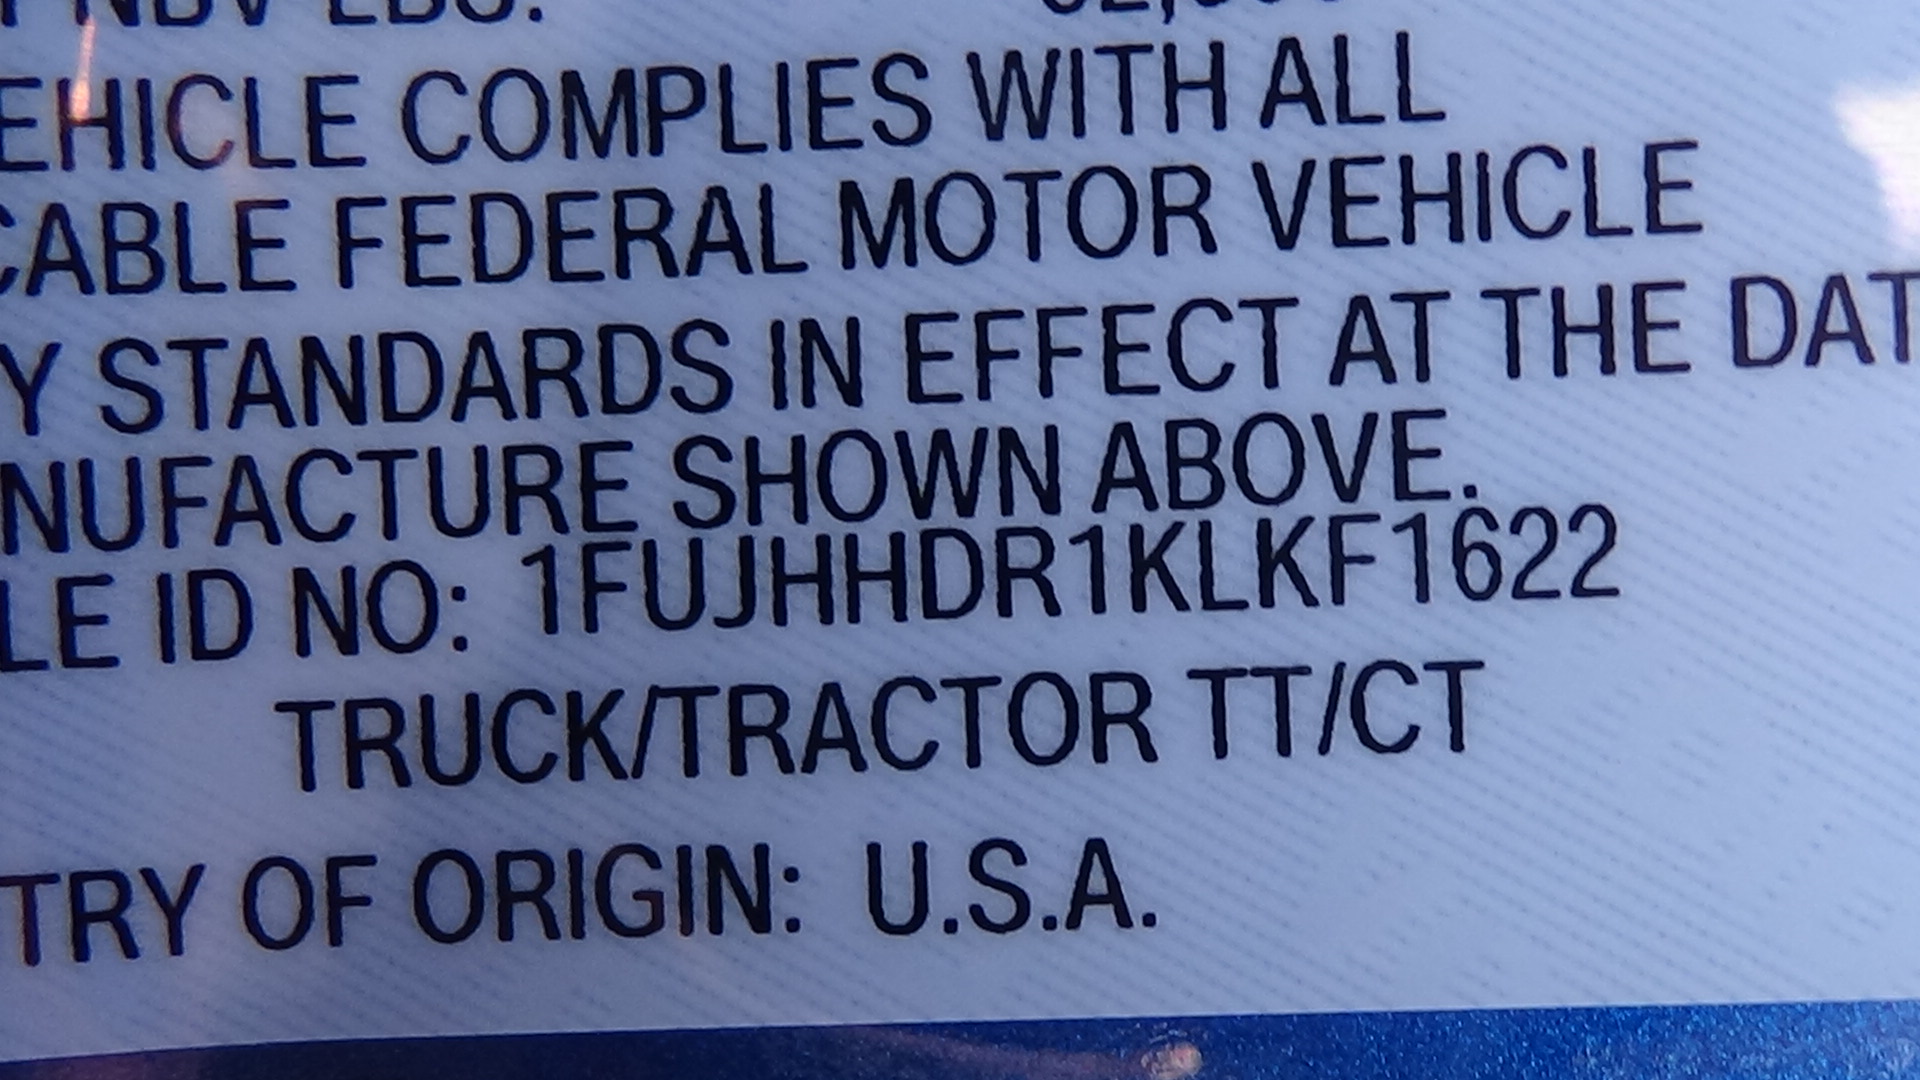 EHICLE COMPLIES WITH ALL
CABLE FEDERAL MOTOR VEHICLE
Y STANDARDS IN EFFECT AT THE DAT
NUFACTURE SHOWN ABOVE.
LE ID NO: 1FUJHHDR1KLKF1622
TRUCK/TRACTOR TT/CT
TRY OF ORIGIN: U.S.A.